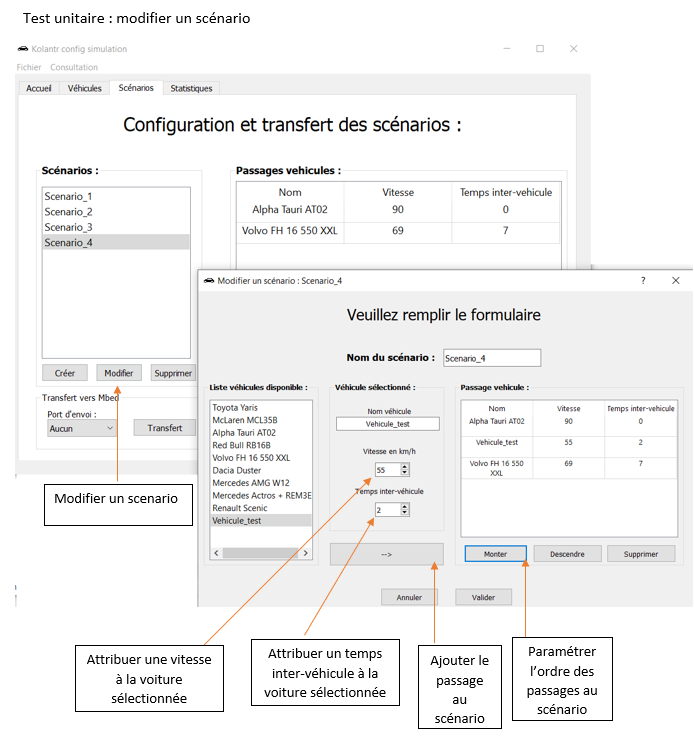 Test unitaire : modifier un scénario
Kolantr config simulation
Fichier Consultation
Accueil Véhicules Scénarios Statistiques
Configuration et transfert des scénarios :
Scénarios :
Scenario_1
Scenario_2
Scenario_3
Scenario_4
Créer Modifier Supprimer
Transfert vers Mbed
Port d'envoi :
Aucun Transfert
Passages vehicules :
Nom Vitesse Temps inter-vehicule
Alpha Tauri AT02 90 0
Volvo FH 16 550 XXL 69 7
Modifier un scénario : Scenario_4
Veuillez remplir le formulaire
Nom du scénario : Scenario_4
Liste véhicules disponible :
Toyota Yaris
McLaren MCL35B
Alpha Tauri AT02
Red Bull RB16B
Volvo FH 16 550 XXL
Dacia Duster
Mercedes AMG W12
Mercedes Actros + REM3E
Renault Scenic
Vehicule_test
Véhicule sélectionné :
Nom véhicule
Vehicule_test
Vitesse en km/h
55
Temps inter-véhicule
2
-->
Passage vehicule :
Nom Vitesse Temps inter-vehicule
Alpha Tauri AT02 90 0
Vehicule_test 55 2
Volvo FH 16 550 69 7
XXL
Monter Descendre Supprimer
Annuler Valider
Modifier un scenario
Attribuer une vitesse
à la voiture
sélectionnée
Attribuer un temps
inter-véhicule à la
voiture sélectionnée
Ajouter le
passage
au
scénario
Paramétrer
l'ordre des
passages au
scénario